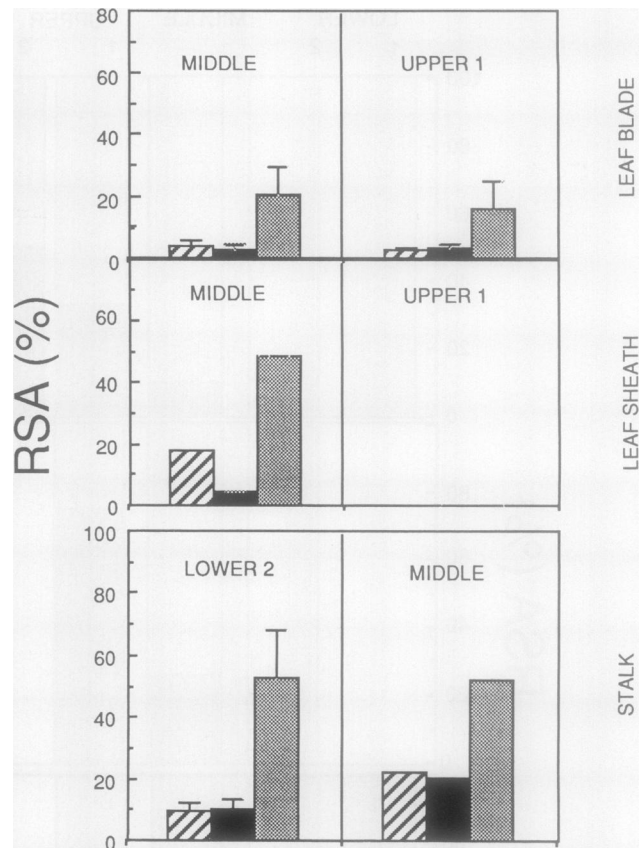 80
60
40
20
0
MIDDLE
UPPER 1
LEAF BLADE
60
40
20
0
MIDDLE
UPPER 1
LEAF SHEATH
RSA (%)
100
80
60
40
20
0
LOWER 2
MIDDLE
STALK